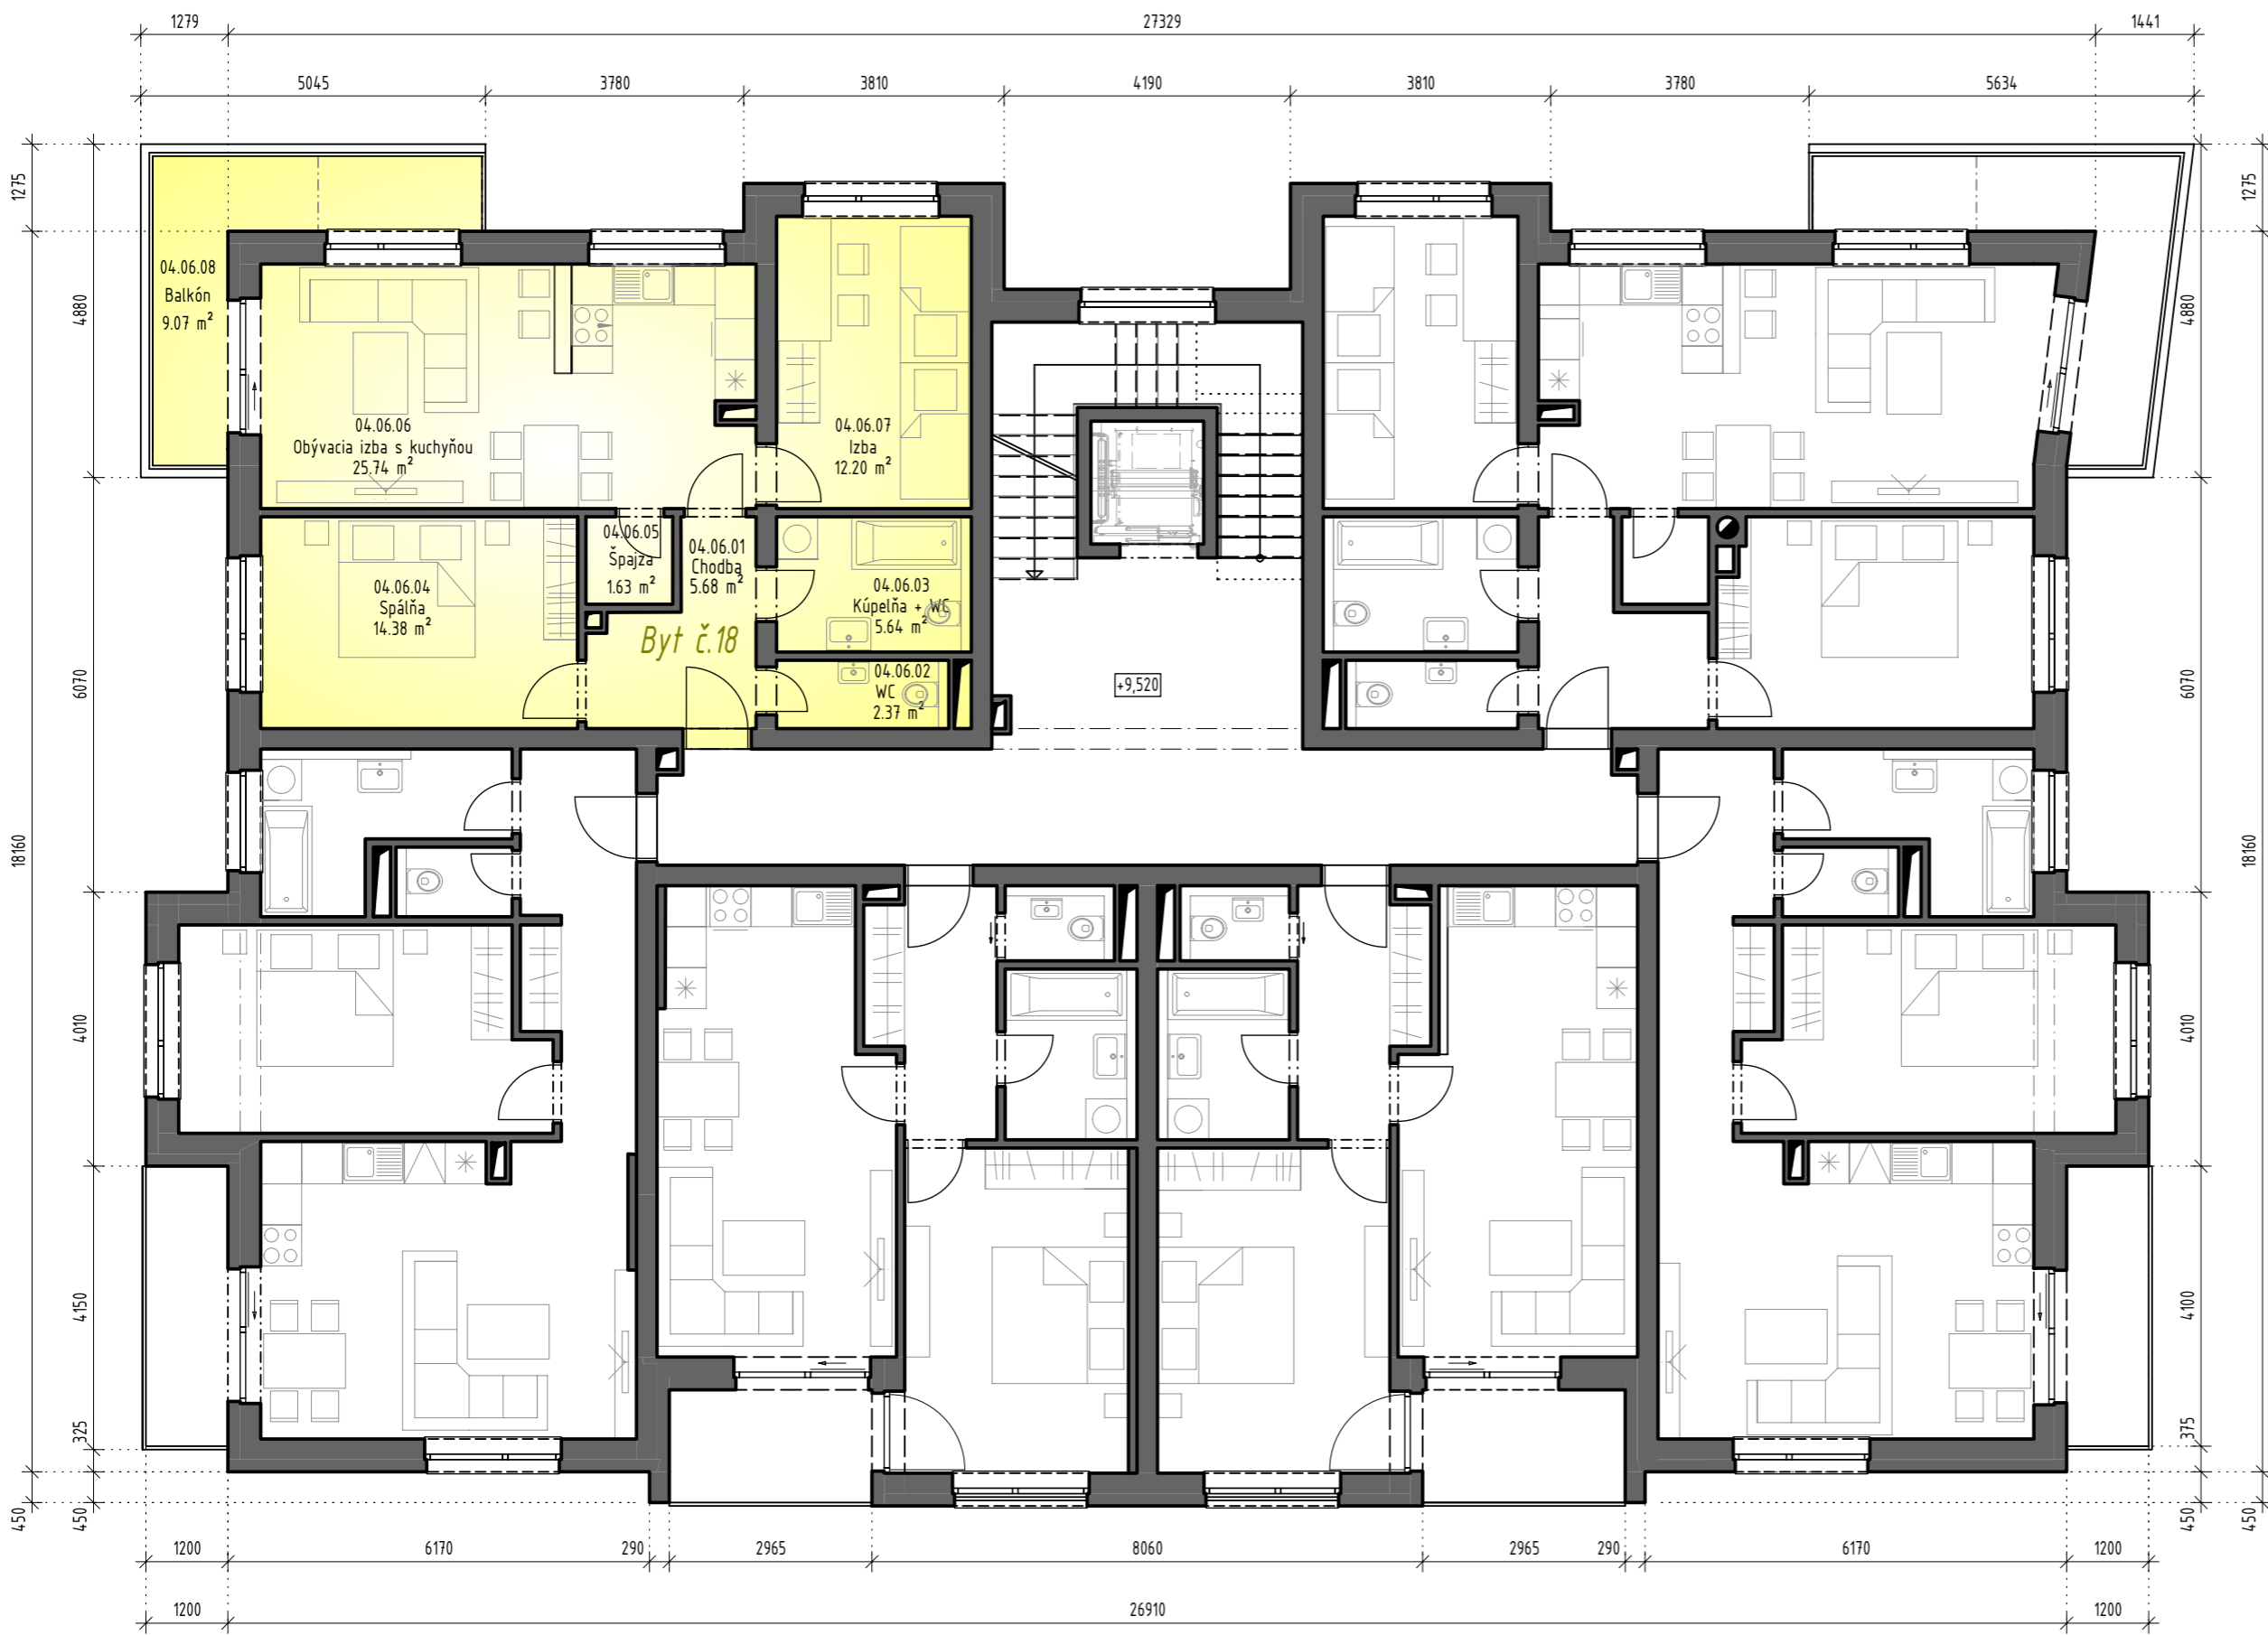 1279
27329
1441
5045
3780
3810
4190
3810
3780
5634
1275
4880
6070
18160
4010
4150
325
450
450
1275
4880
6070
18160
4010
4100
375
450
450
04.06.08
Balkón
9.07 m²
04.06.06
Obývacia izba s kuchyňou
25.74 m²
04.06.07
Izba
12.20 m²
04.06.05
Špajza
1.63 m²
04.06.01
Chodba
5.68 m²
04.06.04
Spálňa
14.38 m²
04.06.03
Kúpelňa + WC
5.64 m²
Byt č.18
04.06.02
WC
2.37 m²
+9,520
1200
6170
290
2965
8060
2965
290
6170
1200
1200
26910
1200